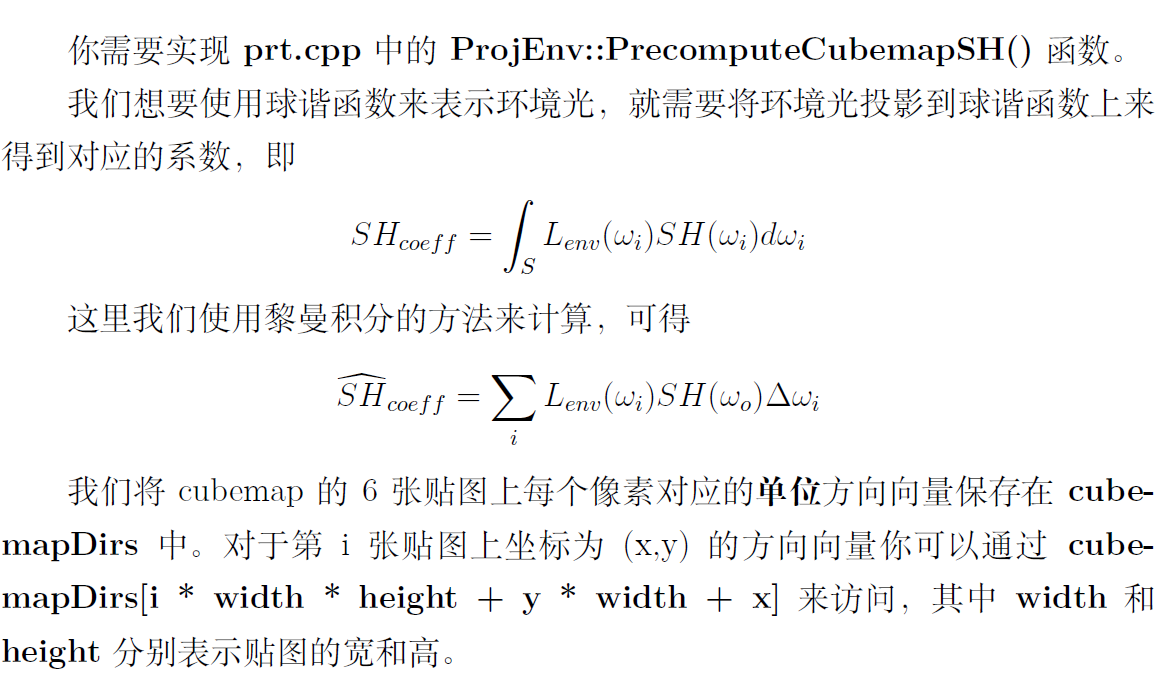 你需要实现 prt.cpp 中的 ProjEnv::PrecomputeCubemapSH() 函数。
我们想要使用球谐函数来表示环境光，就需要将环境光投影到球谐函数上来
得到对应的系数，即
$SH_{coeff} = \int_S L_{env}(\omega_i)SH(\omega_i)d\omega_i$
这里我们使用黎曼积分的方法来计算，可得
$\widehat{SH}_{coeff} = \sum_i L_{env}(\omega_i)SH(\omega_o)\Delta\omega_i$
我们将 cubemap 的 6 张贴图上每个像素对应的单位方向向量保存在 cube-
mapDirs 中。对于第 i 张贴图上坐标为 (x,y) 的方向向量你可以通过 cube-
mapDirs[i * width * height + y * width + x] 来访问，其中 width 和
height 分别表示贴图的宽和高。